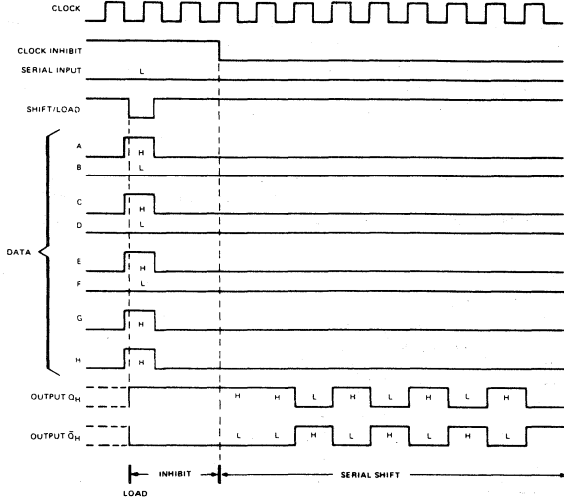 CLOCK
CLOCK INHIBIT
SERIAL INPUT L
SHIFT/LOAD
DATA
A H
B L
C H
D L
E H
F L
G H
H H
OUTPUT QH H H L H L H L H
OUTPUT Q̅H L L H L H L H L
INHIBIT SERIAL SHIFT
LOAD